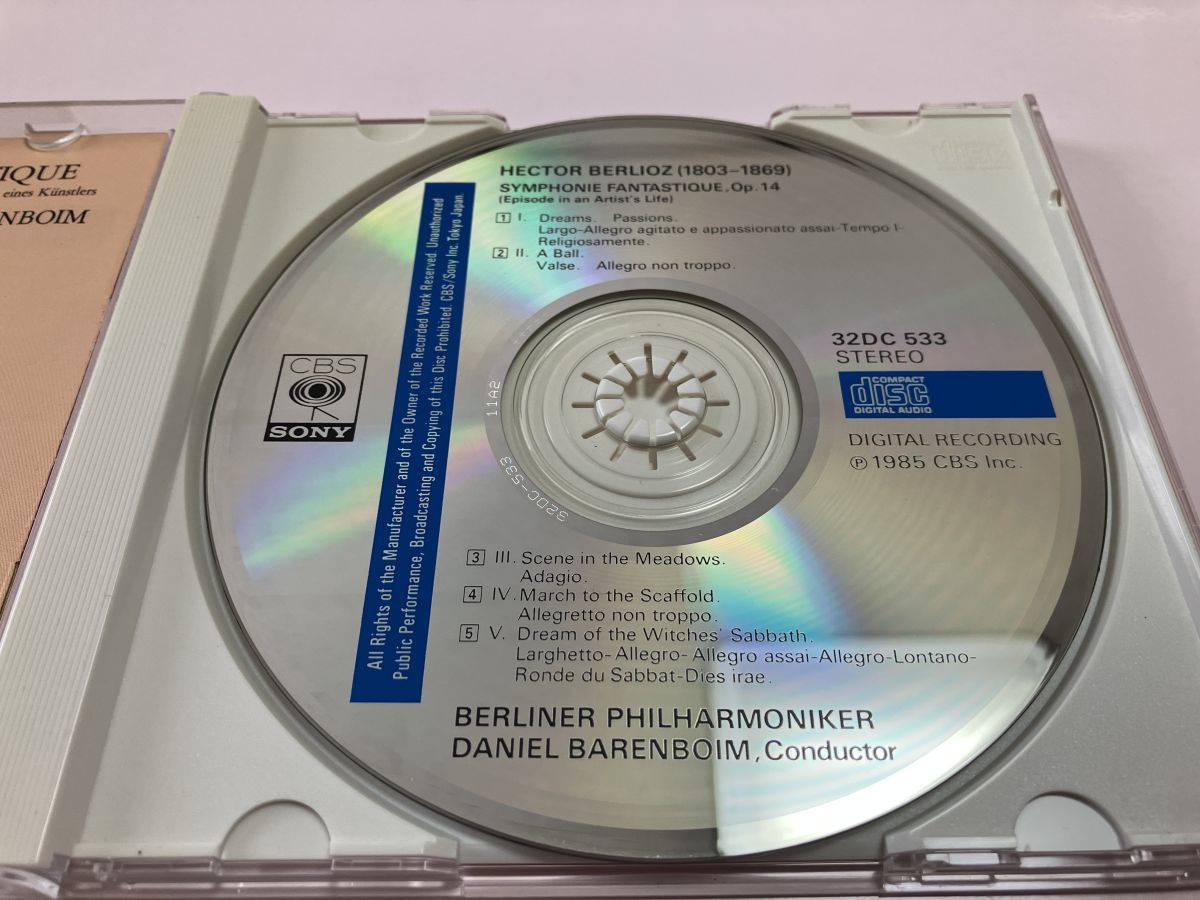 TIQUE
eines Künstlers
ENBOIM
HECTOR BERLIOZ (1803–1869)
SYMPHONIE FANTASTIQUE, Op. 14
(Episode in an Artist's Life)
1 I. Dreams. Passions.
Largo-Allegro agitato e appassionato assai-Tempo I-
Religiosamente.
2 II. A Ball.
Valse. Allegro non troppo.
All Rights of the Manufacturer and of the Owner of the Recorded Work Reserved. Unauthorized
Public Performance, Broadcasting and Copying of this Disc Prohibited. CBS/Sony Inc. Tokyo Japan.
CBS
SONY
11A2
32DC-533
32DC 533
STEREO
COMPACT
disc
DIGITAL AUDIO
DIGITAL RECORDING
℗ 1985 CBS Inc.
3 III. Scene in the Meadows.
Adagio.
4 IV. March to the Scaffold.
Allegretto non troppo.
5 V. Dream of the Witches' Sabbath.
Larghetto-Allegro-Allegro assai-Allegro-Lontano-
Ronde du Sabbat-Dies irae.
BERLINER PHILHARMONIKER
DANIEL BARENBOIM, Conductor